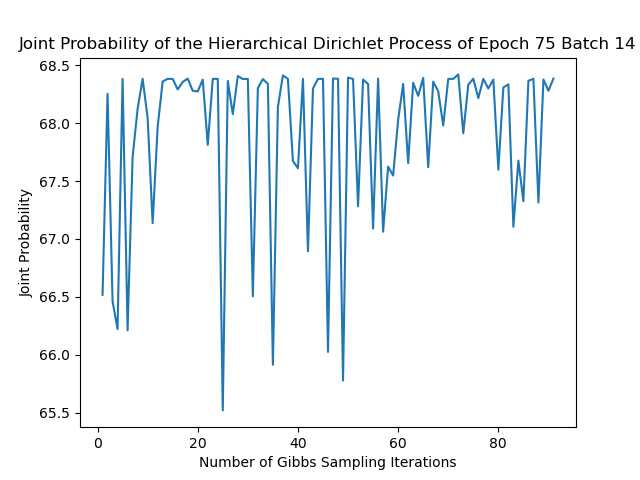 Joint Probability of the Hierarchical Dirichlet Process of Epoch 75 Batch 14
68.5
68.0
67.5
67.0
66.5
66.0
65.5
Joint Probability
0 20 40 60 80
Number of Gibbs Sampling Iterations